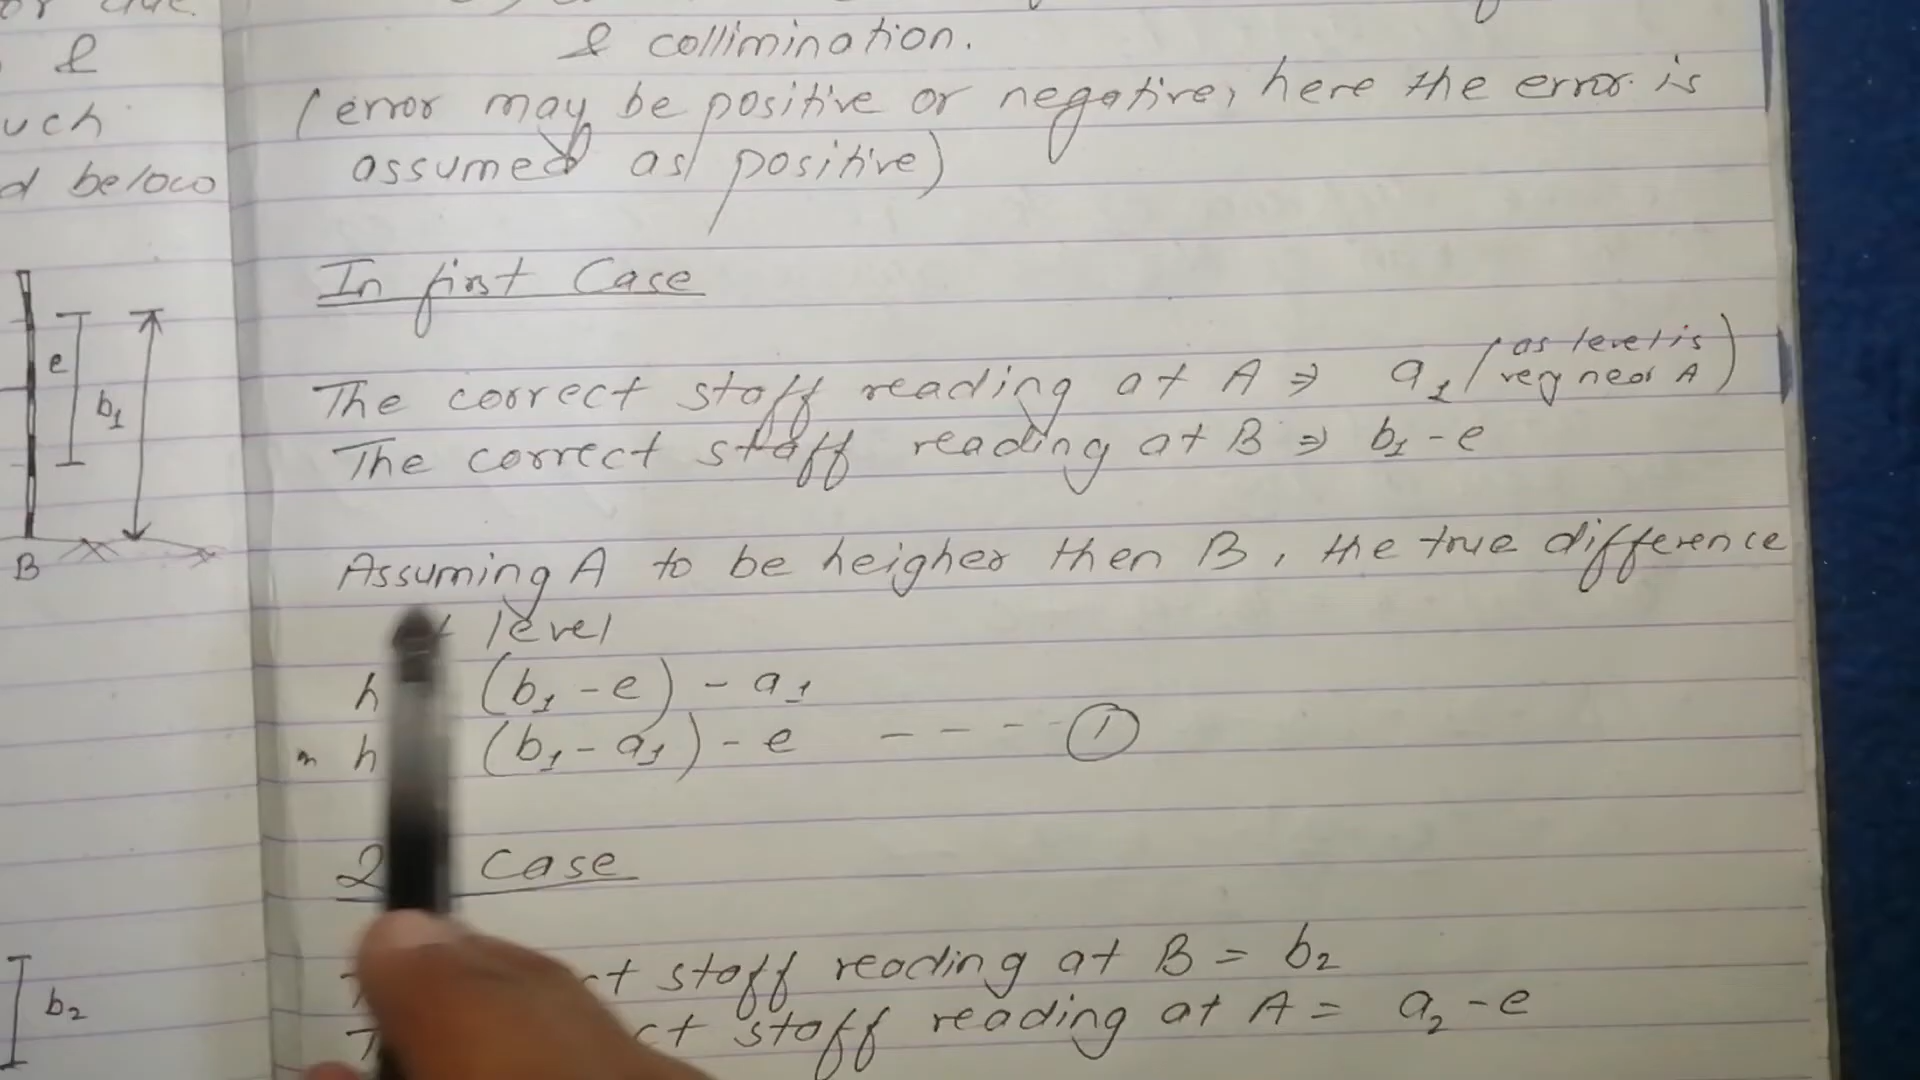 &
uch
d below
e
b1
B
b2
& collimination.
(error may be positive or negative, here the error is
assumed as positive)
In first Case
The correct staff reading at A ⇒ a1 (as level is very near A)
The correct staff reading at B ⇒ b1 - e
Assuming A to be heigher then B, the true difference
level
h (b1 - e) - a1
h (b1 - a1) - e - - - - 1
2 Case
ct staff reading at B = b2
ct staff reading at A = a2 - e